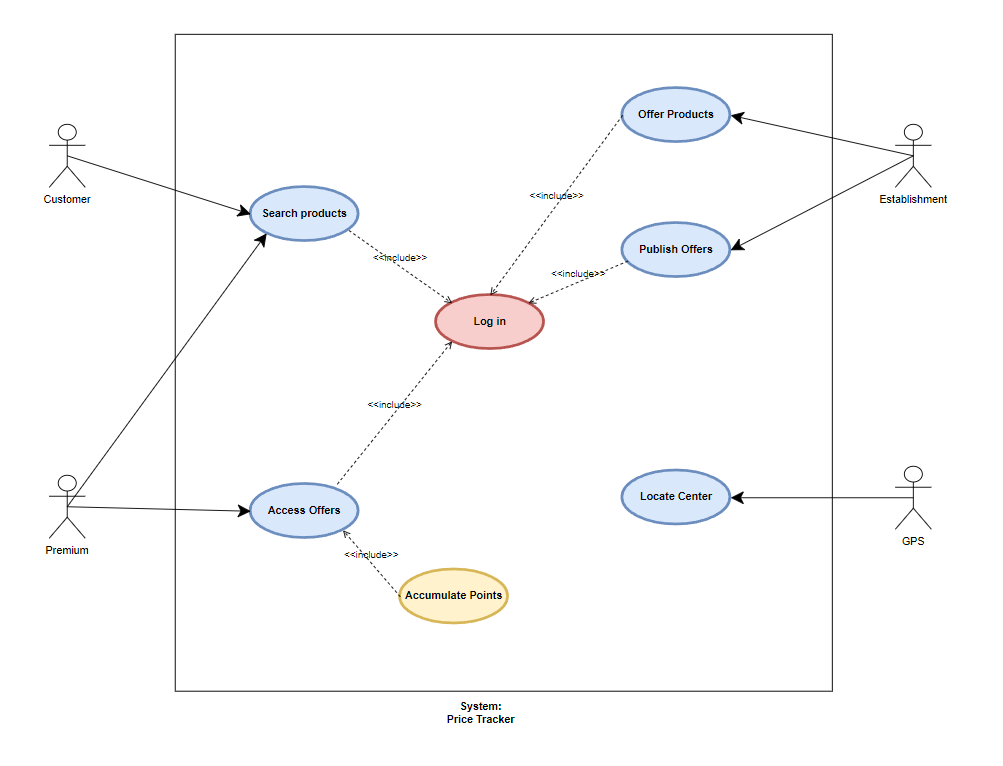 Offer Products
<<include>>
Customer
Establishment
Search products
Publish Offers
<<include>>
<<include>>
Log in
<<include>>
Locate Center
Access Offers
GPS
Premium
<<include>>
Accumulate Points
System:
Price Tracker